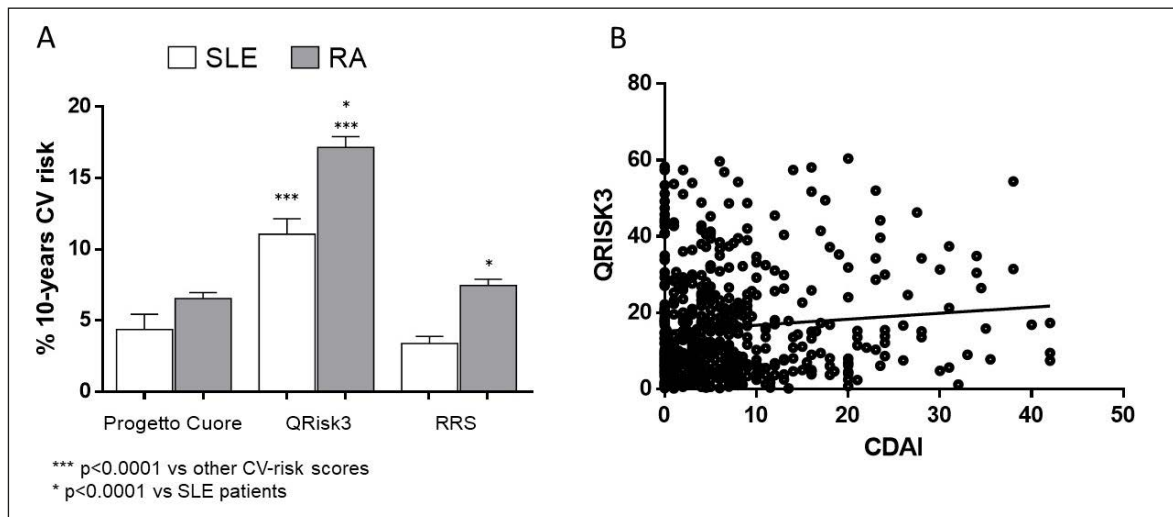 A
SLE RA
% 10-years CV risk
20
15
10
5
0
*
***
***
*
Progetto Cuore QRisk3 RRS
*** p<0.0001 vs other CV-risk scores
* p<0.0001 vs SLE patients
B
QRISK3
80
60
40
20
0
0 10 20 30 40 50
CDAI